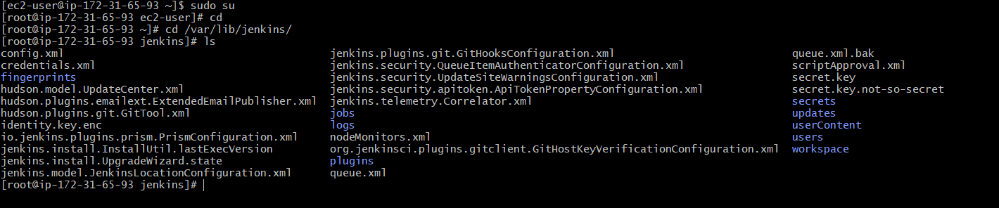 [ec2-user@ip-172-31-65-93 ~]$ sudo su
[root@ip-172-31-65-93 ec2-user]# cd
[root@ip-172-31-65-93 ~]# cd /var/lib/jenkins/
[root@ip-172-31-65-93 jenkins]# ls
config.xml jenkins.plugins.git.GitHooksConfiguration.xml queue.xml.bak
credentials.xml jenkins.security.QueueItemAuthenticatorConfiguration.xml scriptApproval.xml
fingerprints jenkins.security.UpdateSiteWarningsConfiguration.xml secret.key
hudson.model.UpdateCenter.xml jenkins.security.apitoken.ApiTokenPropertyConfiguration.xml secret.key.not-so-secret
hudson.plugins.emailext.ExtendedEmailPublisher.xml jenkins.telemetry.Correlator.xml secrets
hudson.plugins.git.GitTool.xml jobs updates
identity.key.enc logs userContent
io.jenkins.plugins.prism.PrismConfiguration.xml nodeMonitors.xml users
jenkins.install.InstallUtil.lastExecVersion org.jenkinsci.plugins.gitclient.GitHostKeyVerificationConfiguration.xml workspace
jenkins.install.UpgradeWizard.state plugins
jenkins.model.JenkinsLocationConfiguration.xml queue.xml
[root@ip-172-31-65-93 jenkins]#